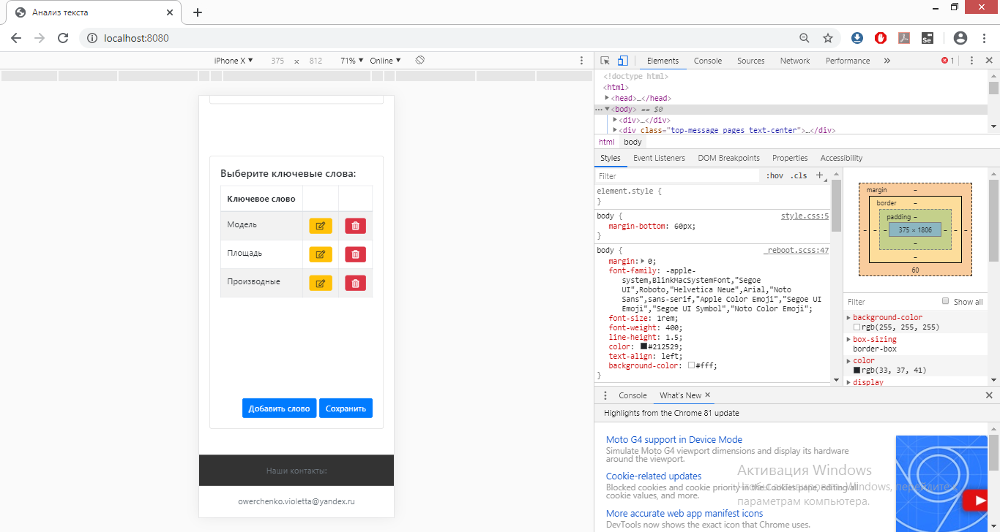 Анализ текста
localhost:8080
iPhone X ▼ 375 × 812 71% ▼ Online ▼
Elements Console Sources Network Performance » 1
<!doctype html>
<html>
<head>…</head>
<body> == $0
<div>…</div>
<div class="top-message pages text-center">…</div>
html body
Styles Event Listeners DOM Breakpoints Properties Accessibility
Filter :hov .cls +
element.style {
}
body { style.css:5
margin-bottom: 60px;
}
body { _reboot.scss:47
margin: 0;
font-family: -apple-
system,BlinkMacSystemFont,"Segoe
UI",Roboto,"Helvetica Neue",Arial,"Noto
Sans",sans-serif,"Apple Color Emoji","Segoe UI
Emoji","Segoe UI Symbol","Noto Color Emoji";
font-size: 1rem;
font-weight: 400;
line-height: 1.5;
color: #212529;
text-align: left;
background-color: #fff;
}
margin –
border –
padding –
– – – 375 × 1806 – – –
–
–
60
Filter Show all
background-color
rgb(255, 255, 255)
box-sizing
border-box
color
rgb(33, 37, 41)
display
Выберите ключевые слова:
Ключевое слово
Модель
Площадь
Производные
Добавить слово Сохранить
Наши контакты:
owerchenko.violetta@yandex.ru
Console What's New
Highlights from the Chrome 81 update
Moto G4 support in Device Mode
Simulate Moto G4 viewport dimensions and display its hardware
around the viewport.
Cookie-related updates
Blocked cookies and cookie priority in the Cookies pane, editing all
cookie values, and more.
More accurate web app manifest icons
DevTools now shows the exact icon that Chrome uses.
Активация Windows
Чтобы активировать Windows, перейдите к
параметрам компьютера.